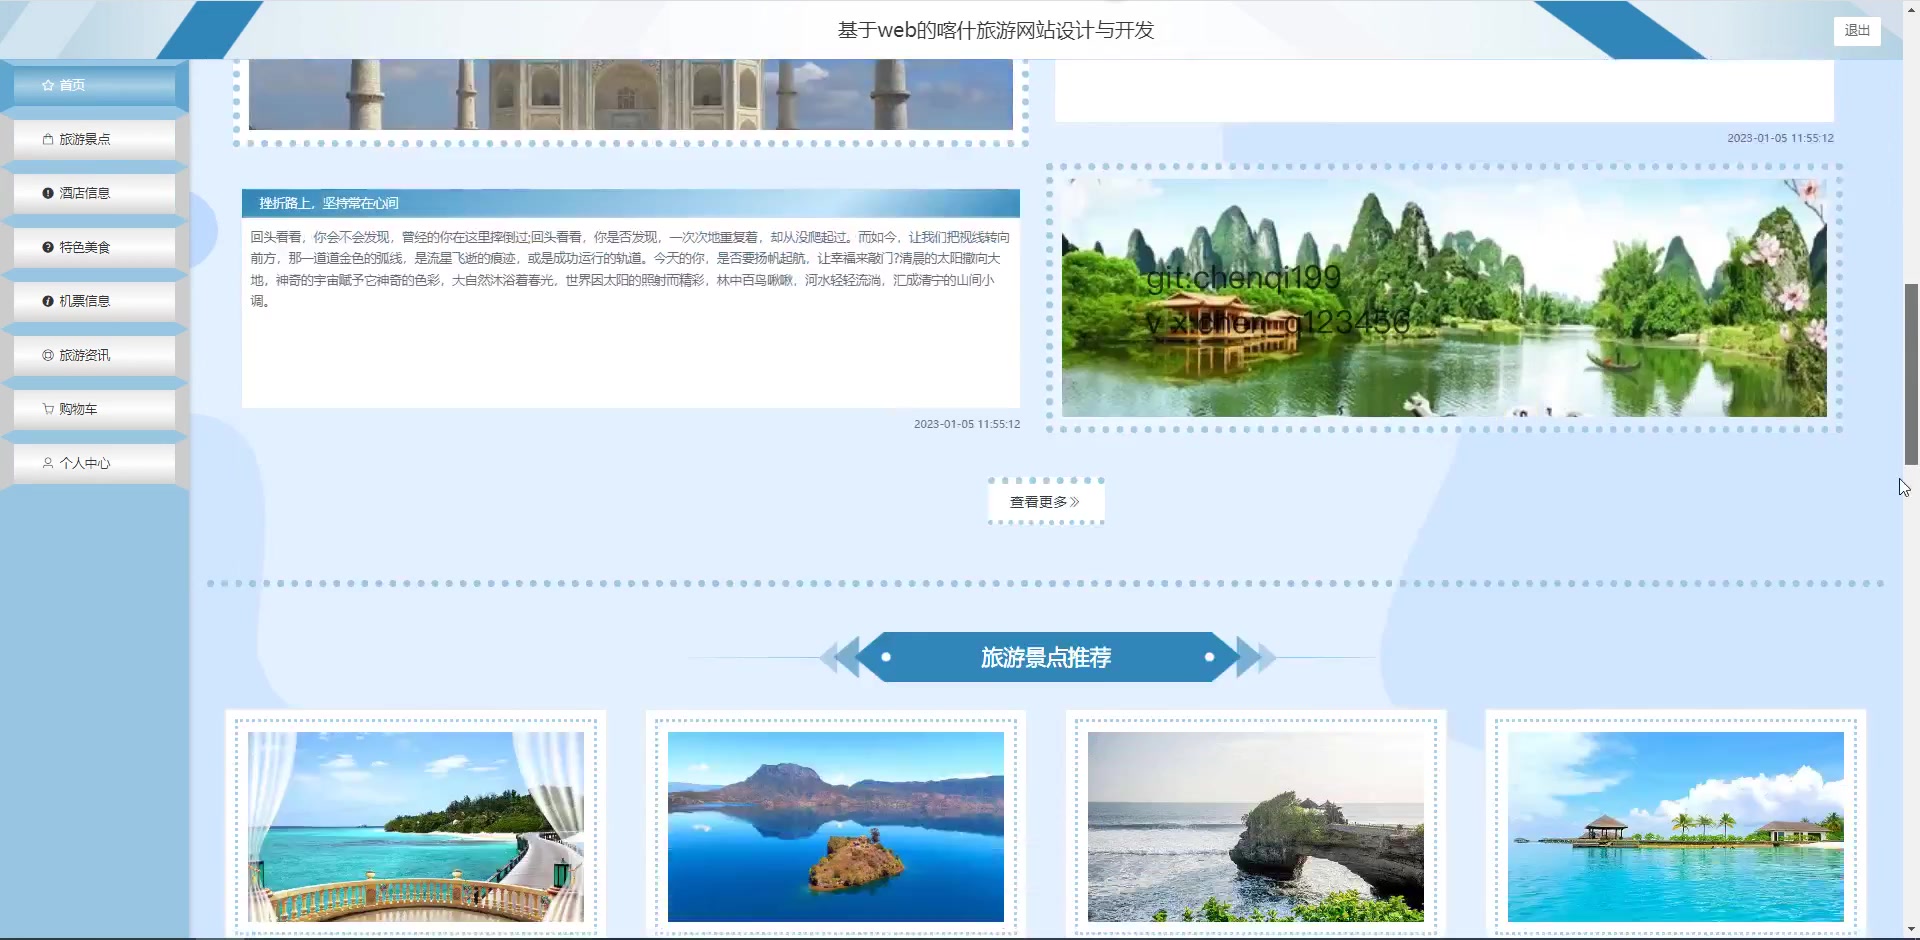 基于web的喀什旅游网站设计与开发
退出
首页
旅游景点
酒店信息
特色美食
机票信息
旅游资讯
购物车
个人中心
2023-01-05 11:55:12
挫折路上，坚持常在心间
回头看看，你会不会发现，曾经的你在这里摔倒过;回头看看，你是否发现，一次次地重复着，却从没爬起过。而如今，让我们把视线转向
前方，那一道道金色的弧线，是流星飞逝的痕迹，或是成功运行的轨道。今天的你，是否要扬帆起航，让幸福来敲门?清晨的太阳撒向大
地，神奇的宇宙赋予它神奇的色彩，大自然沐浴着春光，世界因太阳的照射而精彩，林中百鸟啾啾，河水轻轻流淌，汇成清宁的山间小
调。
2023-01-05 11:55:12
git:chenqi199
v x:chen_q123456
查看更多
旅游景点推荐